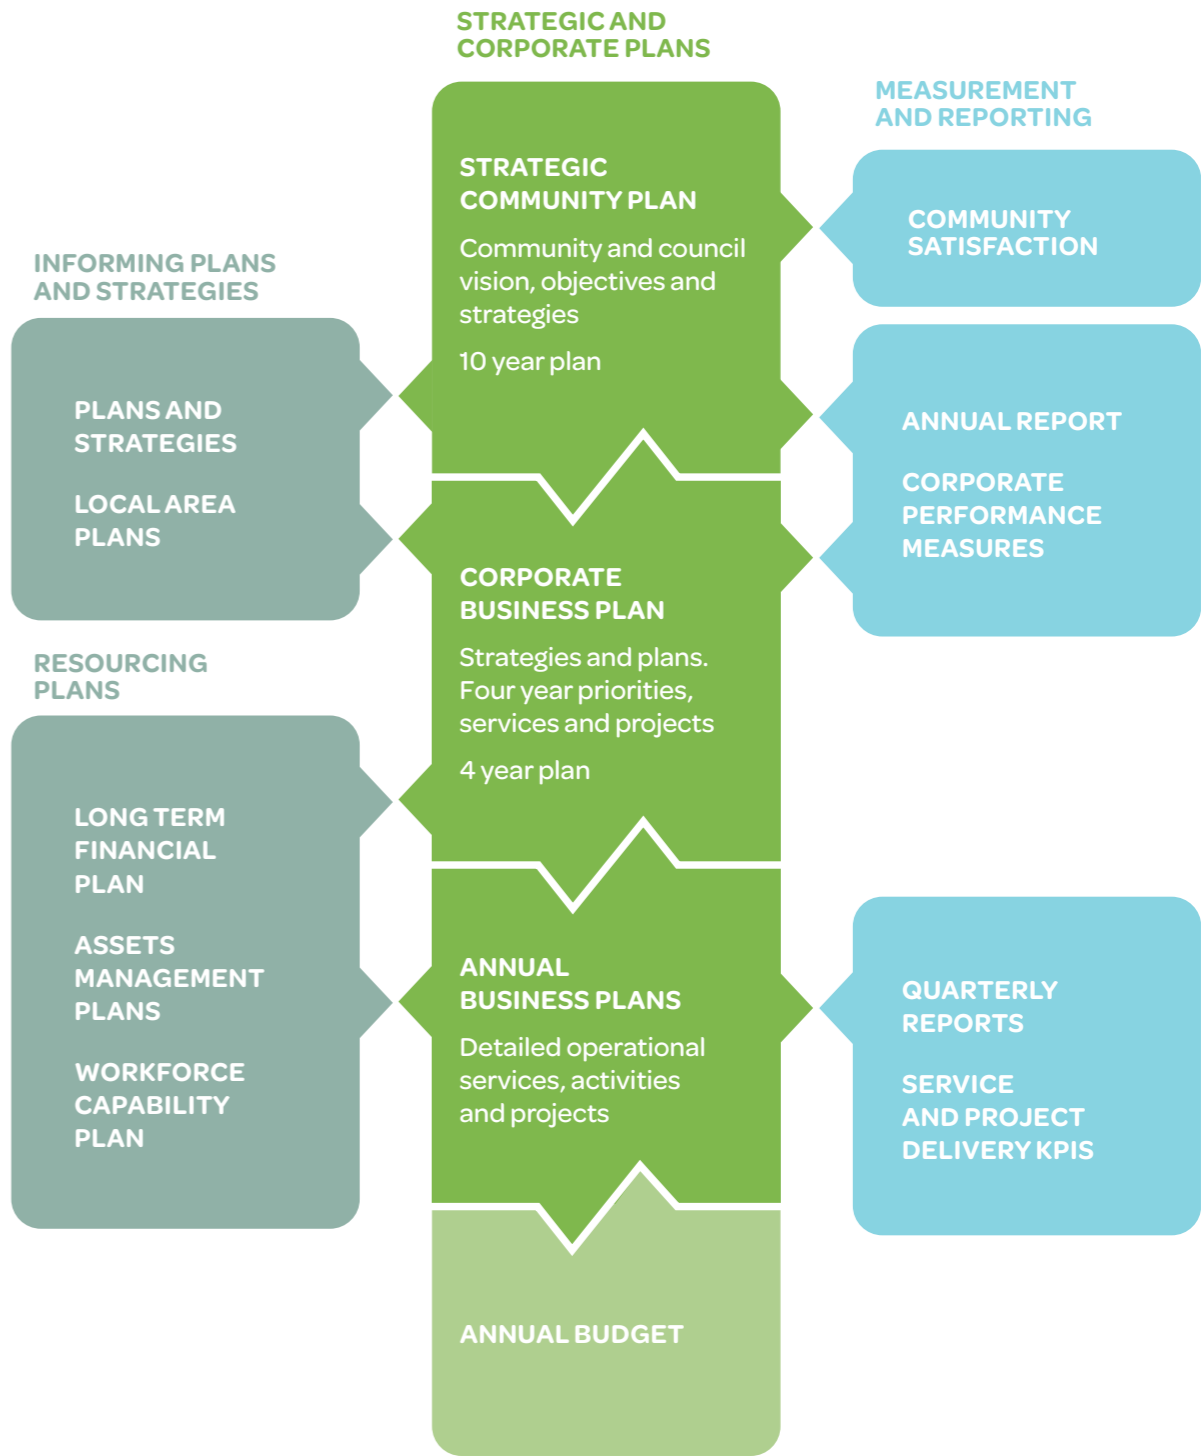 STRATEGIC AND
CORPORATE PLANS
STRATEGIC
COMMUNITY PLAN
Community and council
vision, objectives and
strategies
10 year plan
CORPORATE
BUSINESS PLAN
Strategies and plans.
Four year priorities,
services and projects
4 year plan
ANNUAL
BUSINESS PLANS
Detailed operational
services, activities
and projects
ANNUAL BUDGET
INFORMING PLANS
AND STRATEGIES
PLANS AND
STRATEGIES
LOCAL AREA
PLANS
RESOURCING
PLANS
LONG TERM
FINANCIAL
PLAN
ASSETS
MANAGEMENT
PLANS
WORKFORCE
CAPABILITY
PLAN
MEASUREMENT
AND REPORTING
COMMUNITY
SATISFACTION
ANNUAL REPORT
CORPORATE
PERFORMANCE
MEASURES
QUARTERLY
REPORTS
SERVICE
AND PROJECT
DELIVERY KPIS